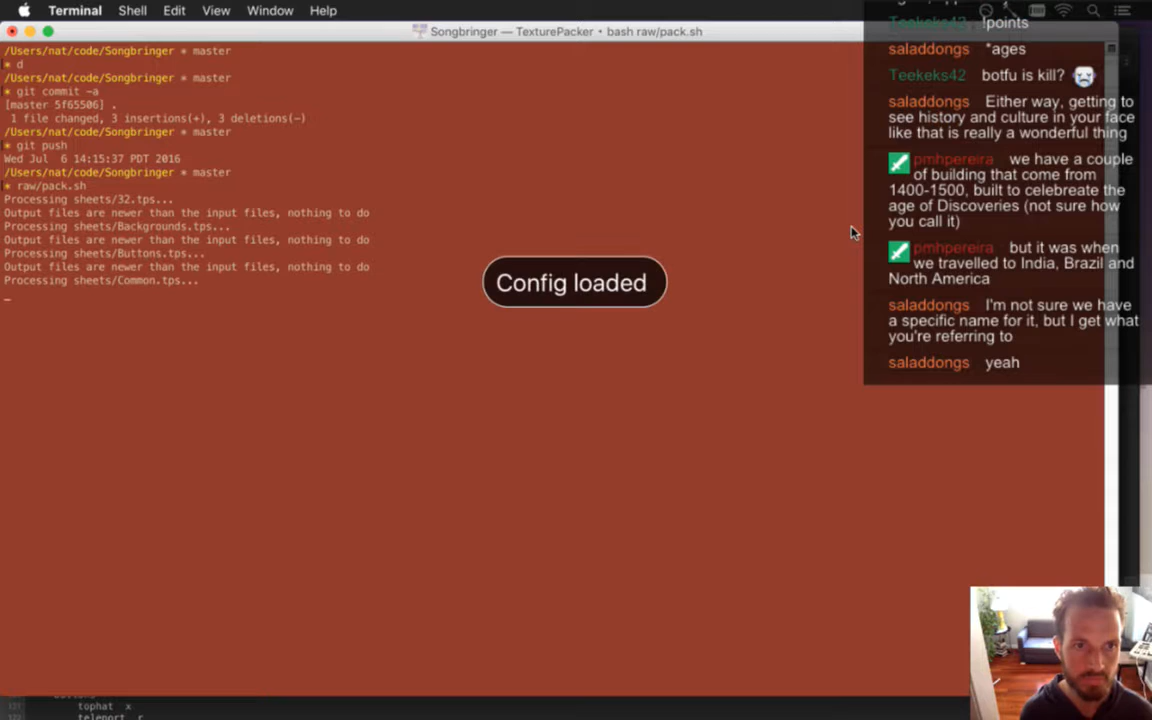 Terminal Shell Edit View Window Help
Songbringer — TexturePacker • bash raw/pack.sh
/Users/nat/code/Songbringer * master
* d
/Users/nat/code/Songbringer * master
* git commit -a
[master 5f65506] .
1 file changed, 3 insertions(+), 3 deletions(-)
/Users/nat/code/Songbringer * master
* git push
Wed Jul  6 14:15:37 PDT 2016
/Users/nat/code/Songbringer * master
* raw/pack.sh
Processing sheets/32.tps...
Output files are newer than the input files, nothing to do
Processing sheets/Backgrounds.tps...
Output files are newer than the input files, nothing to do
Processing sheets/Buttons.tps...
Output files are newer than the input files, nothing to do
Processing sheets/Common.tps...
Config loaded
Teekeks42 !points
saladdongs *ages
Teekeks42 botfu is kill?
saladdongs Either way, getting to
see history and culture in your face
like that is really a wonderful thing
pmhpereira we have a couple
of building that come from
1400-1500, built to celebreate the
age of Discoveries (not sure how
you call it)
pmhpereira but it was when
we travelled to India, Brazil and
North America
saladdongs I'm not sure we have
a specific name for it, but I get what
you're referring to
saladdongs yeah
tophat x
teleport r